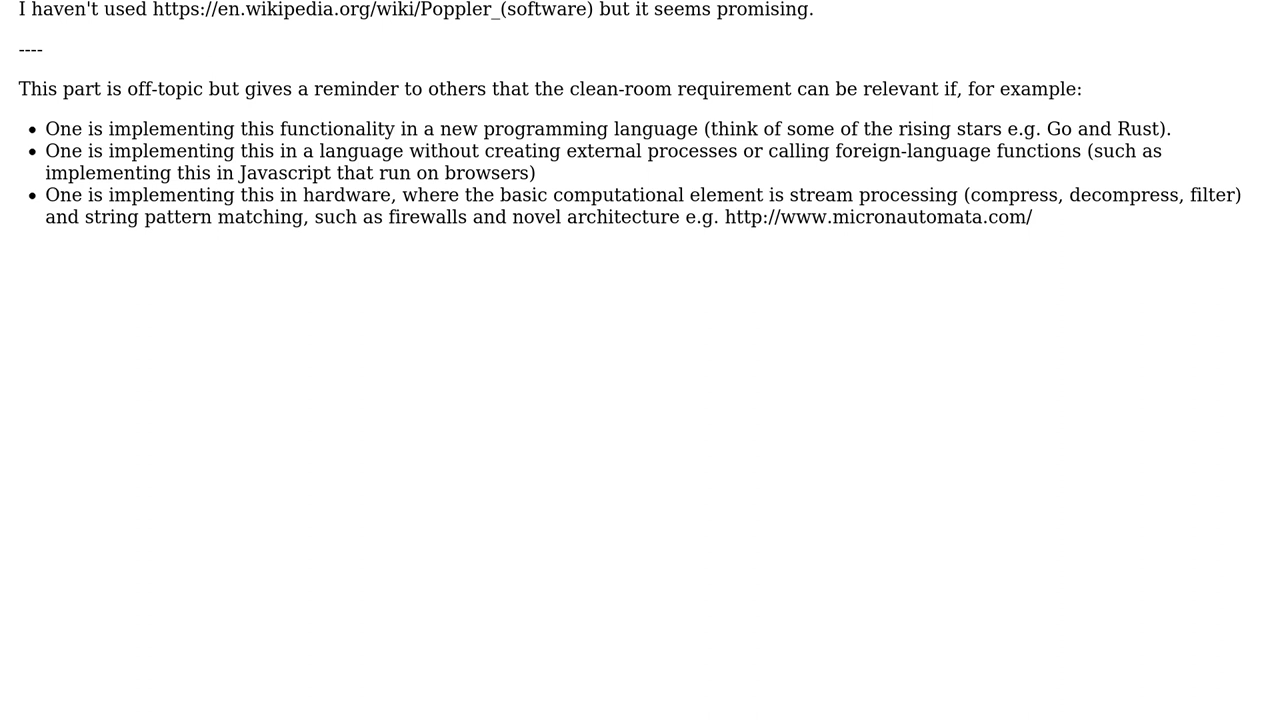 I haven't used https://en.wikipedia.org/wiki/Poppler_(software) but it seems promising.
----
This part is off-topic but gives a reminder to others that the clean-room requirement can be relevant if, for example:
• One is implementing this functionality in a new programming language (think of some of the rising stars e.g. Go and Rust).
• One is implementing this in a language without creating external processes or calling foreign-language functions (such as
implementing this in Javascript that run on browsers)
• One is implementing this in hardware, where the basic computational element is stream processing (compress, decompress, filter)
and string pattern matching, such as firewalls and novel architecture e.g. http://www.micronautomata.com/